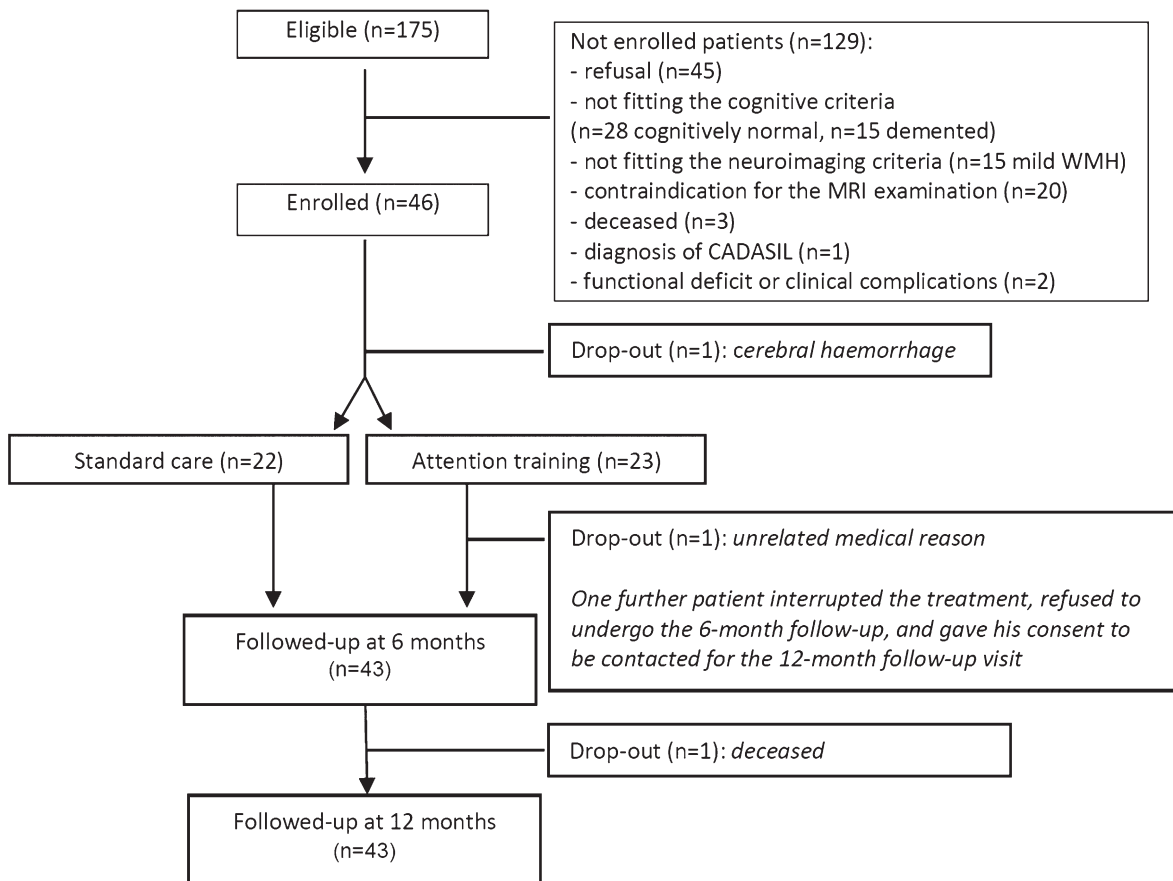 Eligible (n=175)
Not enrolled patients (n=129):
- refusal (n=45)
- not fitting the cognitive criteria
(n=28 cognitively normal, n=15 demented)
- not fitting the neuroimaging criteria (n=15 mild WMH)
- contraindication for the MRI examination (n=20)
- deceased (n=3)
- diagnosis of CADASIL (n=1)
- functional deficit or clinical complications (n=2)
Enrolled (n=46)
Drop-out (n=1): cerebral haemorrhage
Standard care (n=22)
Attention training (n=23)
Drop-out (n=1): unrelated medical reason
One further patient interrupted the treatment, refused to
undergo the 6-month follow-up, and gave his consent to
be contacted for the 12-month follow-up visit
Followed-up at 6 months
(n=43)
Drop-out (n=1): deceased
Followed-up at 12 months
(n=43)